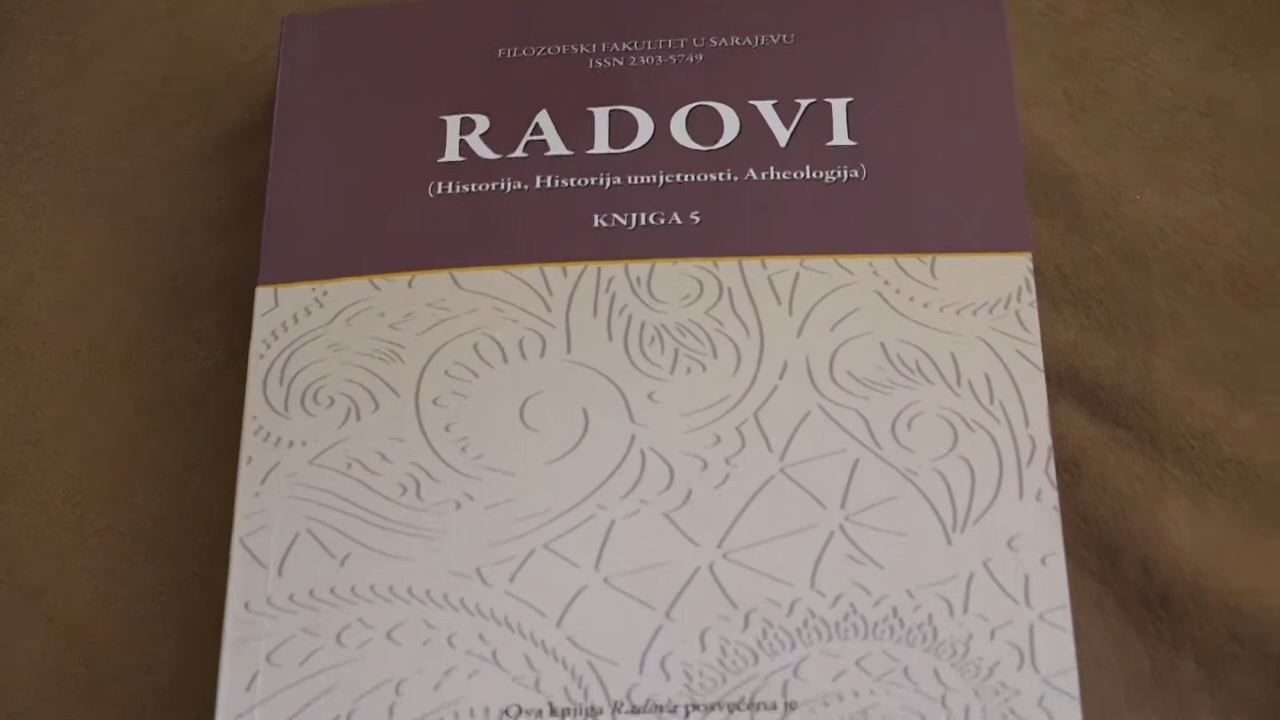 FILOZOFSKI FAKULTET U SARAJEVU
ISSN 2303-5749
RADOVI
(Historija, Historija umjetnosti, Arheologija)
KNJIGA 5
Ova knjiga Radova posvećena je